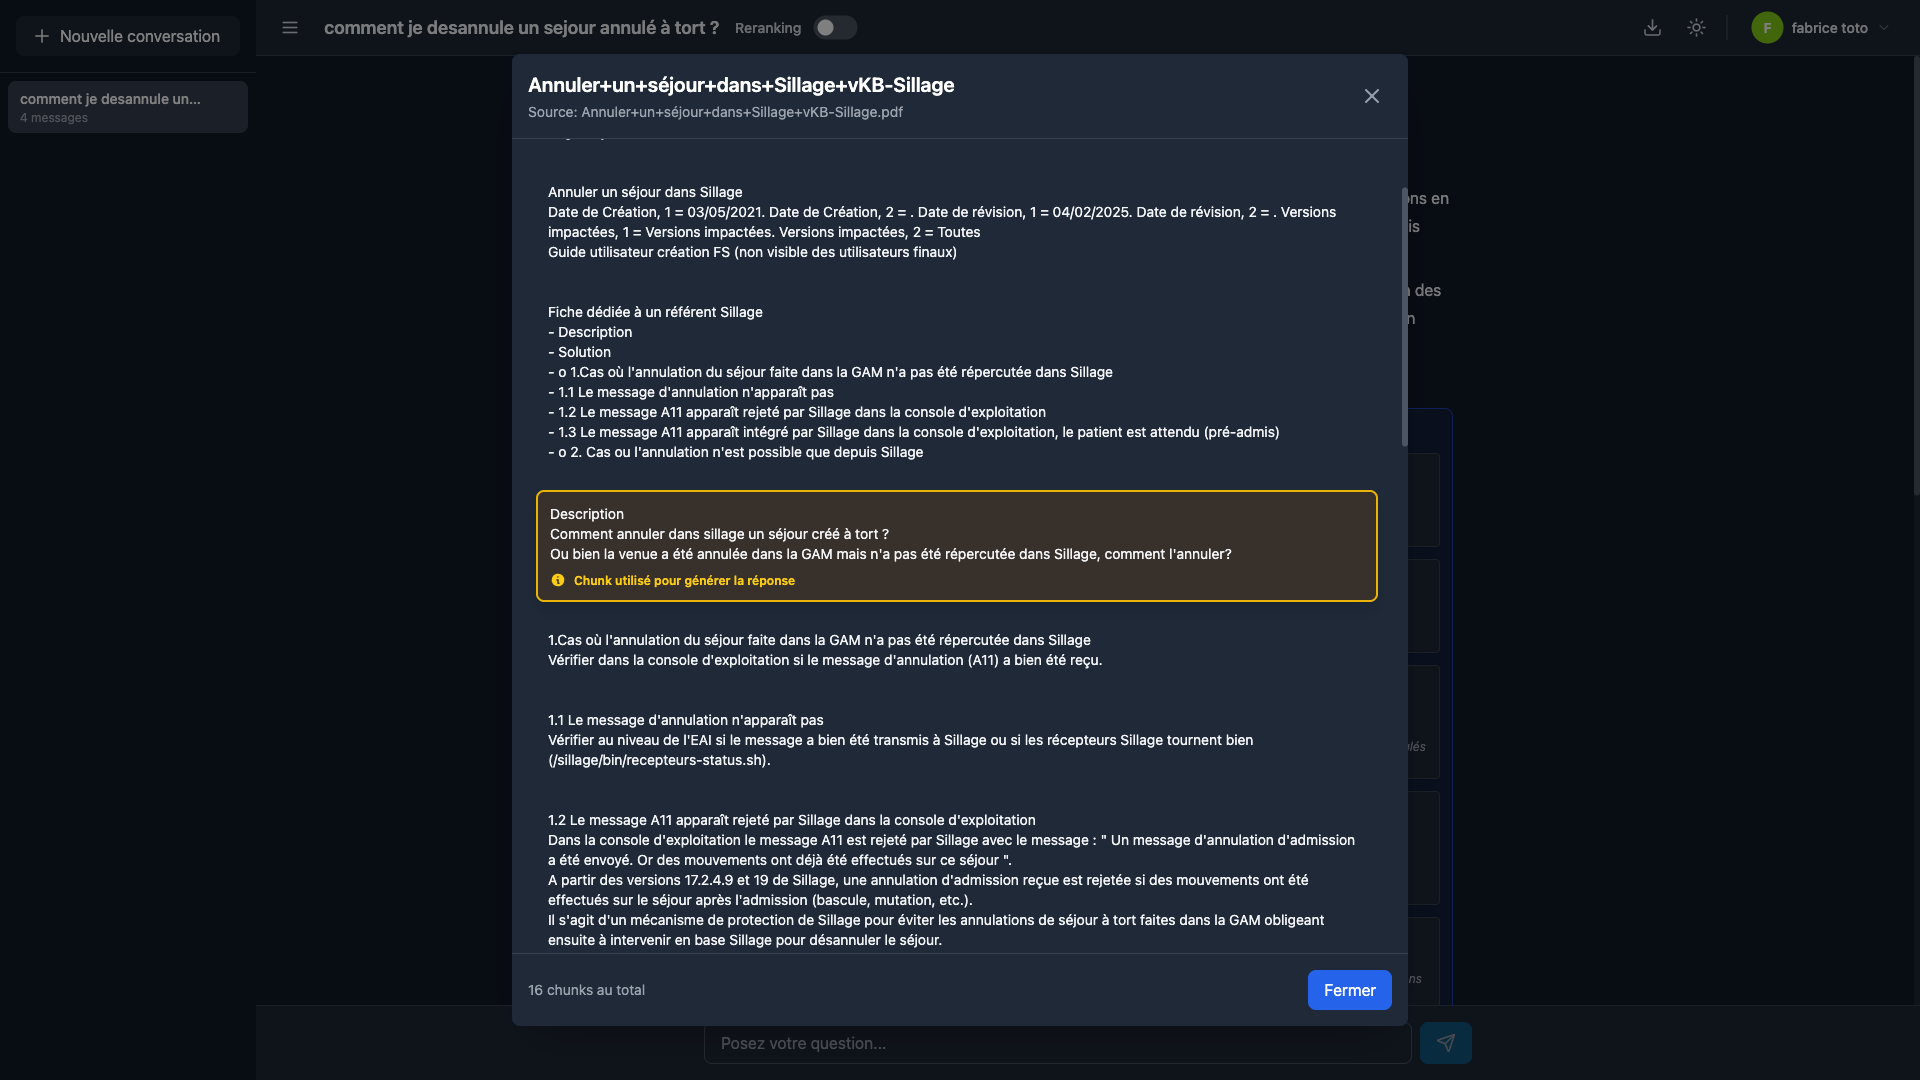 Nouvelle conversation
comment je desannule un sejour annulé à tort ?
Reranking
F
fabrice toto
comment je desannule un...
4 messages
Annuler+un+séjour+dans+Sillage+vKB-Sillage
Source: Annuler+un+séjour+dans+Sillage+vKB-Sillage.pdf
Annuler un séjour dans Sillage
Date de Création, 1 = 03/05/2021. Date de Création, 2 = . Date de révision, 1 = 04/02/2025. Date de révision, 2 = . Versions
impactées, 1 = Versions impactées. Versions impactées, 2 = Toutes
Guide utilisateur création FS (non visible des utilisateurs finaux)
Fiche dédiée à un référent Sillage
- Description
- Solution
- o 1.Cas où l'annulation du séjour faite dans la GAM n'a pas été répercutée dans Sillage
- 1.1 Le message d'annulation n'apparaît pas
- 1.2 Le message A11 apparaît rejeté par Sillage dans la console d'exploitation
- 1.3 Le message A11 apparaît intégré par Sillage dans la console d'exploitation, le patient est attendu (pré-admis)
- o 2. Cas ou l'annulation n'est possible que depuis Sillage
Description
Comment annuler dans sillage un séjour créé à tort ?
Ou bien la venue a été annulée dans la GAM mais n'a pas été répercutée dans Sillage, comment l'annuler?
Chunk utilisé pour générer la réponse
1.Cas où l'annulation du séjour faite dans la GAM n'a pas été répercutée dans Sillage
Vérifier dans la console d'exploitation si le message d'annulation (A11) a bien été reçu.
1.1 Le message d'annulation n'apparaît pas
Vérifier au niveau de l'EAI si le message a bien été transmis à Sillage ou si les récepteurs Sillage tournent bien
(/sillage/bin/recepteurs-status.sh).
1.2 Le message A11 apparaît rejeté par Sillage dans la console d'exploitation
Dans la console d'exploitation le message A11 est rejeté par Sillage avec le message : " Un message d'annulation d'admission
a été envoyé. Or des mouvements ont déjà été effectués sur ce séjour ".
A partir des versions 17.2.4.9 et 19 de Sillage, une annulation d'admission reçue est rejetée si des mouvements ont été
effectués sur le séjour après l'admission (bascule, mutation, etc.).
Il s'agit d'un mécanisme de protection de Sillage pour éviter les annulations de séjour à tort faites dans la GAM obligeant
ensuite à intervenir en base Sillage pour désannuler le séjour.
16 chunks au total
Fermer
Posez votre question...